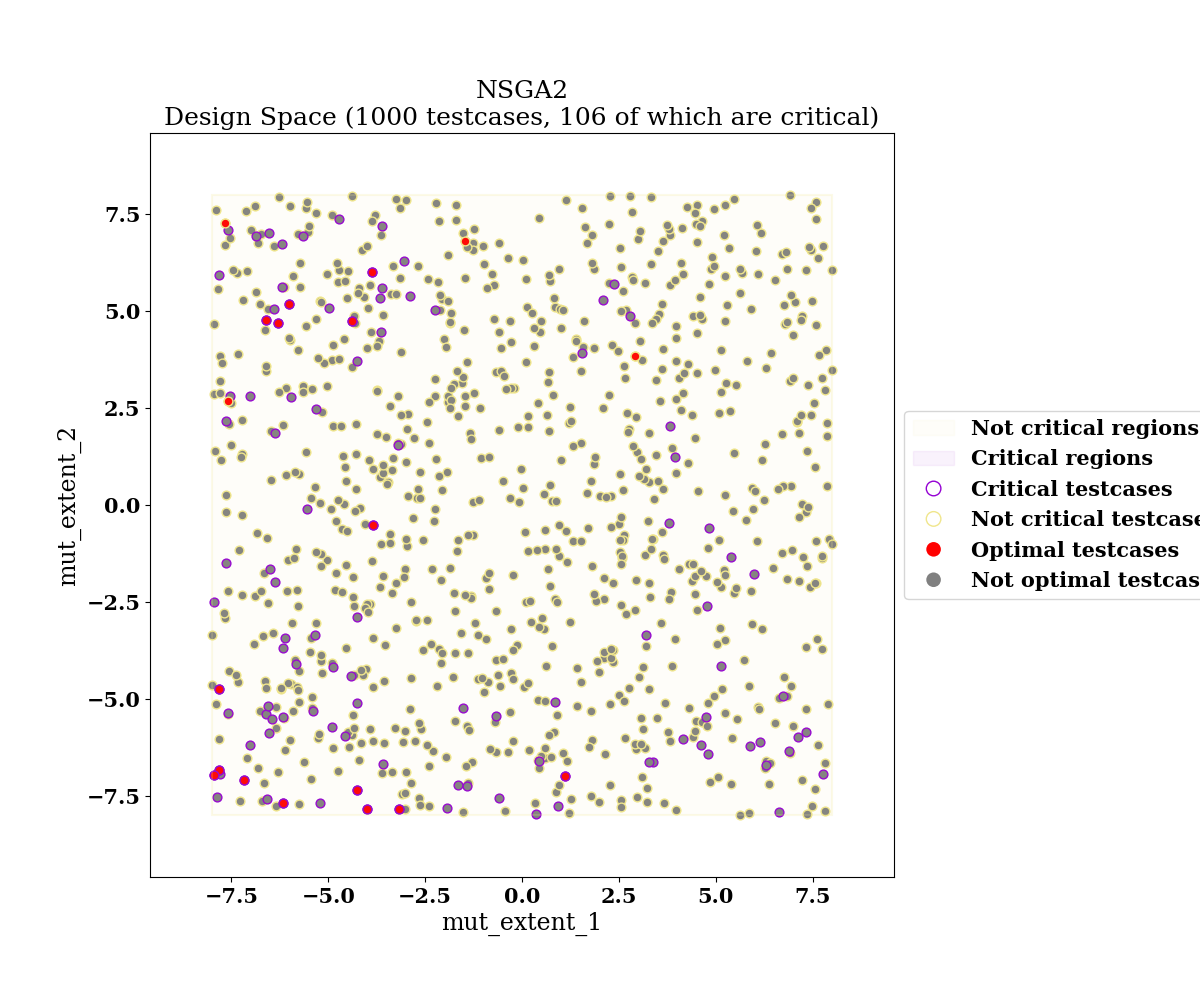 NSGA2
Design Space (1000 testcases, 106 of which are critical)
7.5
5.0
2.5
0.0
−2.5
−5.0
−7.5
mut_extent_2
−7.5 −5.0 −2.5 0.0 2.5 5.0 7.5
mut_extent_1
Not critical regions
Critical regions
Critical testcases
Not critical testcase
Optimal testcases
Not optimal testcas